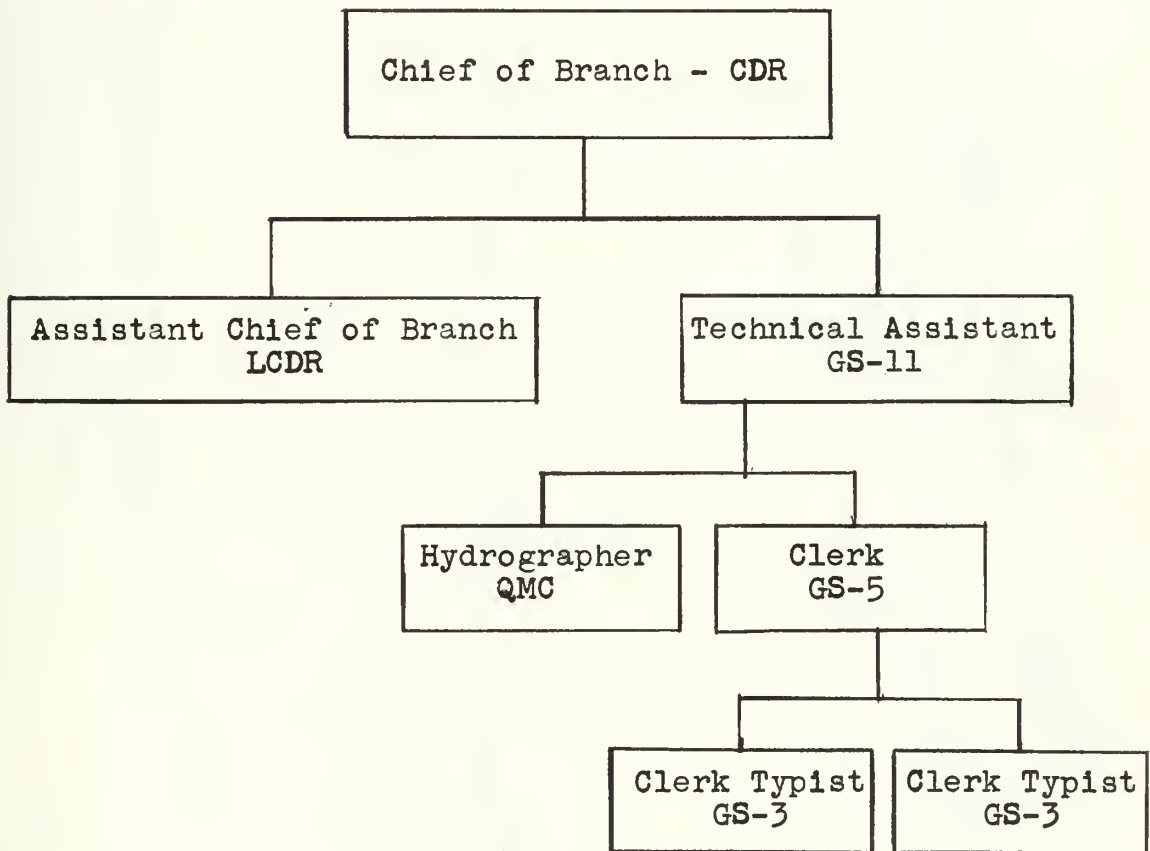 Chief of Branch - CDR
Assistant Chief of Branch
LCDR
Technical Assistant
GS-11
Hydrographer
QMC
Clerk
GS-5
Clerk Typist
GS-3
Clerk Typist
GS-3